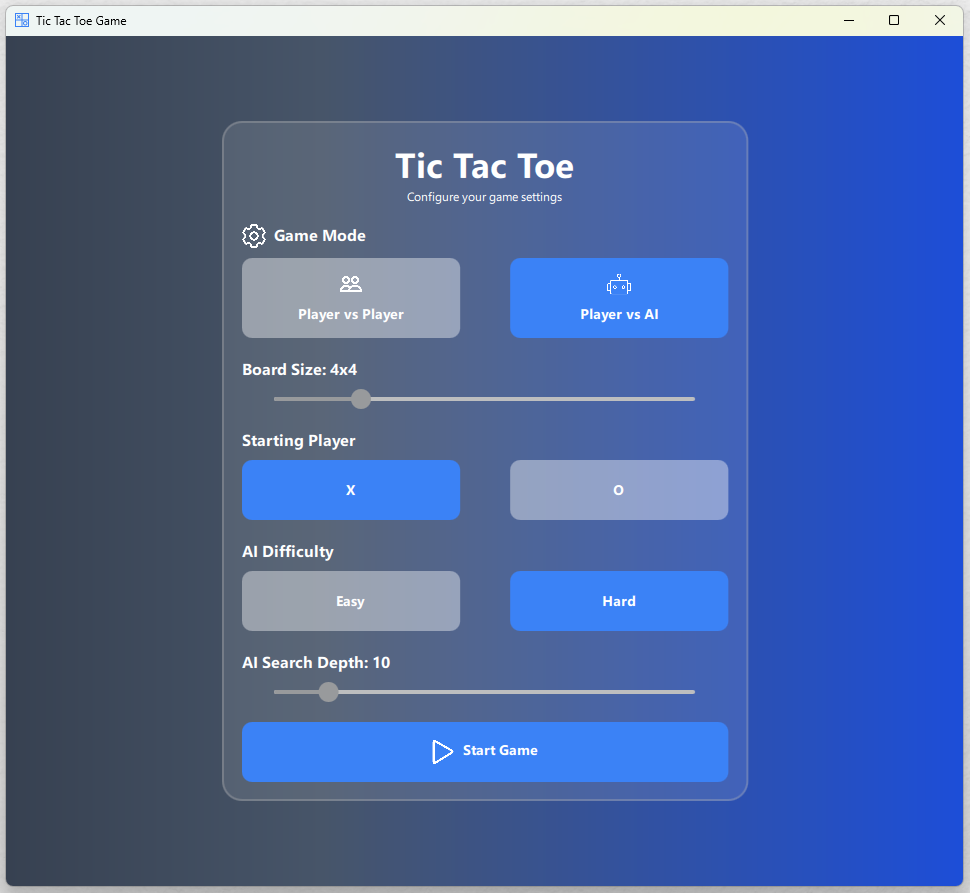 Tic Tac Toe Game
Tic Tac Toe
Configure your game settings
Game Mode
Player vs Player
Player vs AI
Board Size: 4x4
Starting Player
X
O
AI Difficulty
Easy
Hard
AI Search Depth: 10
Start Game